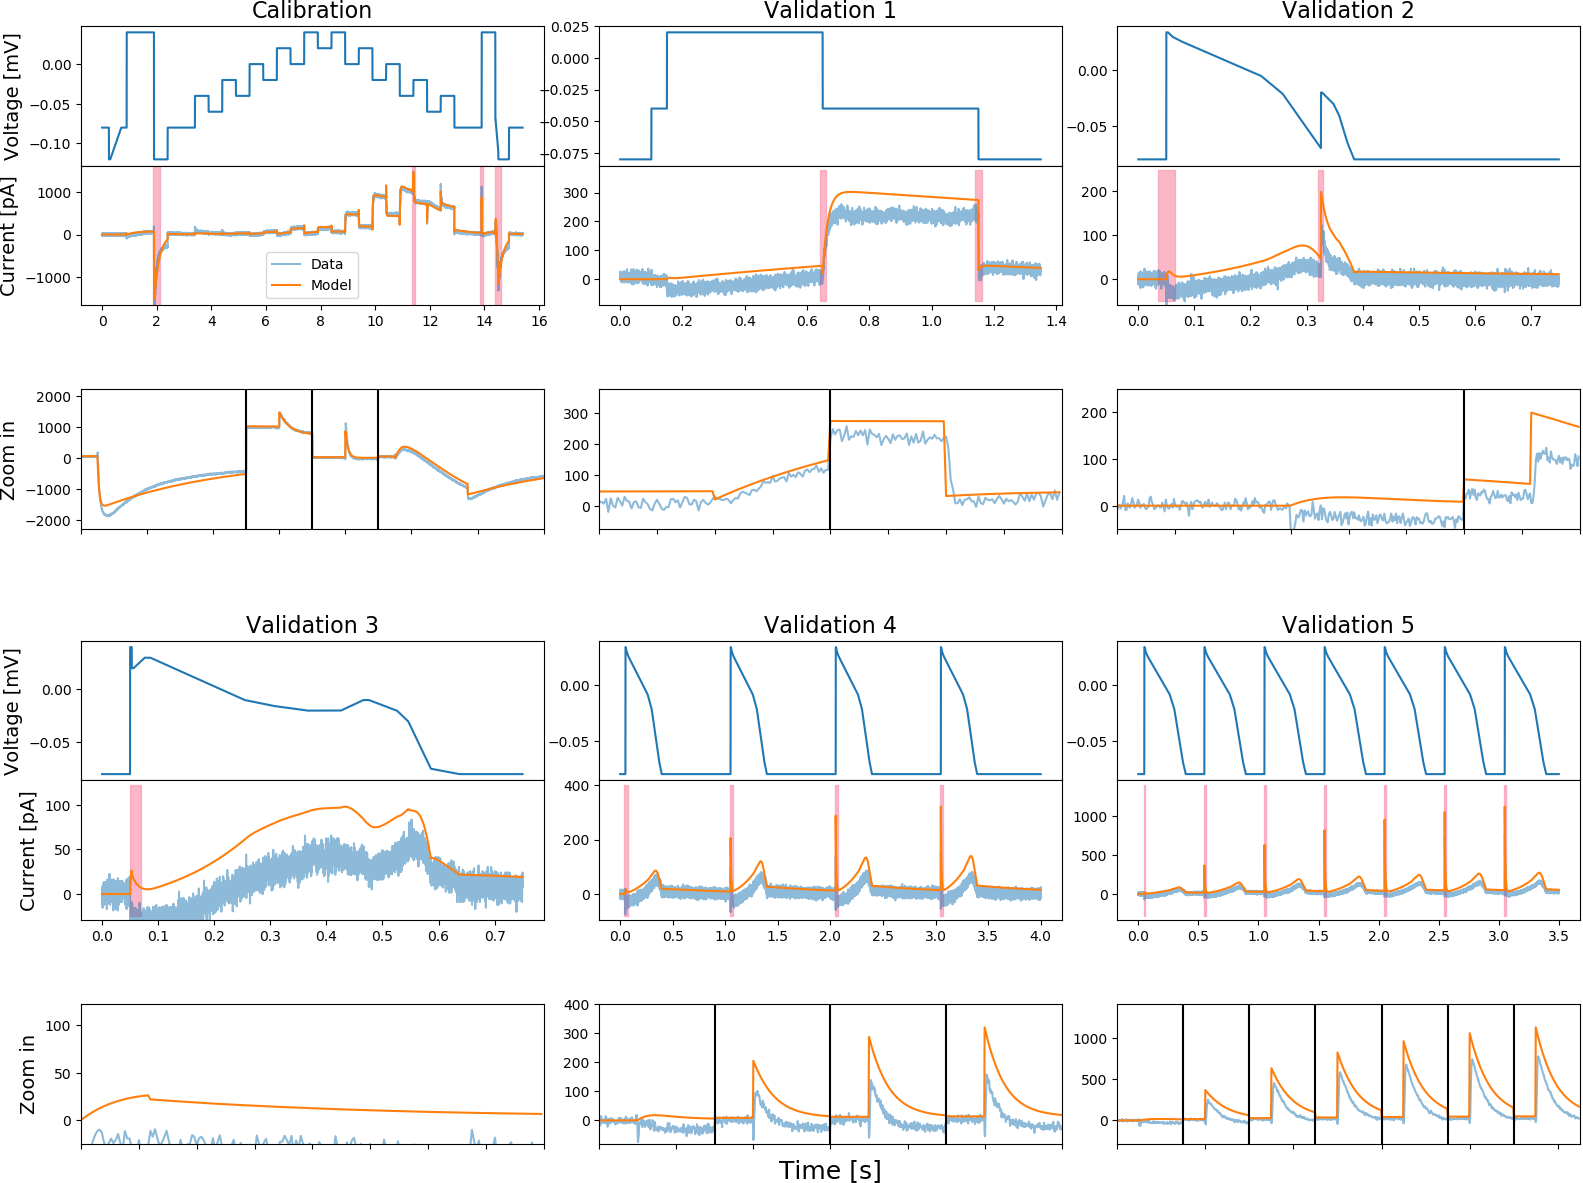 Calibration
Validation 1
Validation 2
Voltage [mV]
0.00
−0.05
−0.10
0.025
0.000
−0.025
−0.050
−0.075
0.00
−0.05
Current [pA]
1000
0
−1000
Data
Model
300
200
100
0
200
100
0
0 2 4 6 8 10 12 14 16
0.0 0.2 0.4 0.6 0.8 1.0 1.2 1.4
0.0 0.1 0.2 0.3 0.4 0.5 0.6 0.7
Zoom in
2000
1000
0
−1000
−2000
300
200
100
0
200
100
0
Validation 3
Validation 4
Validation 5
Voltage [mV]
0.00
−0.05
0.00
−0.05
0.00
−0.05
Current [pA]
100
50
0
400
200
0
1000
500
0
0.0 0.1 0.2 0.3 0.4 0.5 0.6 0.7
0.0 0.5 1.0 1.5 2.0 2.5 3.0 3.5 4.0
0.0 0.5 1.0 1.5 2.0 2.5 3.0 3.5
Zoom in
100
50
0
400
300
200
100
0
1000
500
0
Time [s]